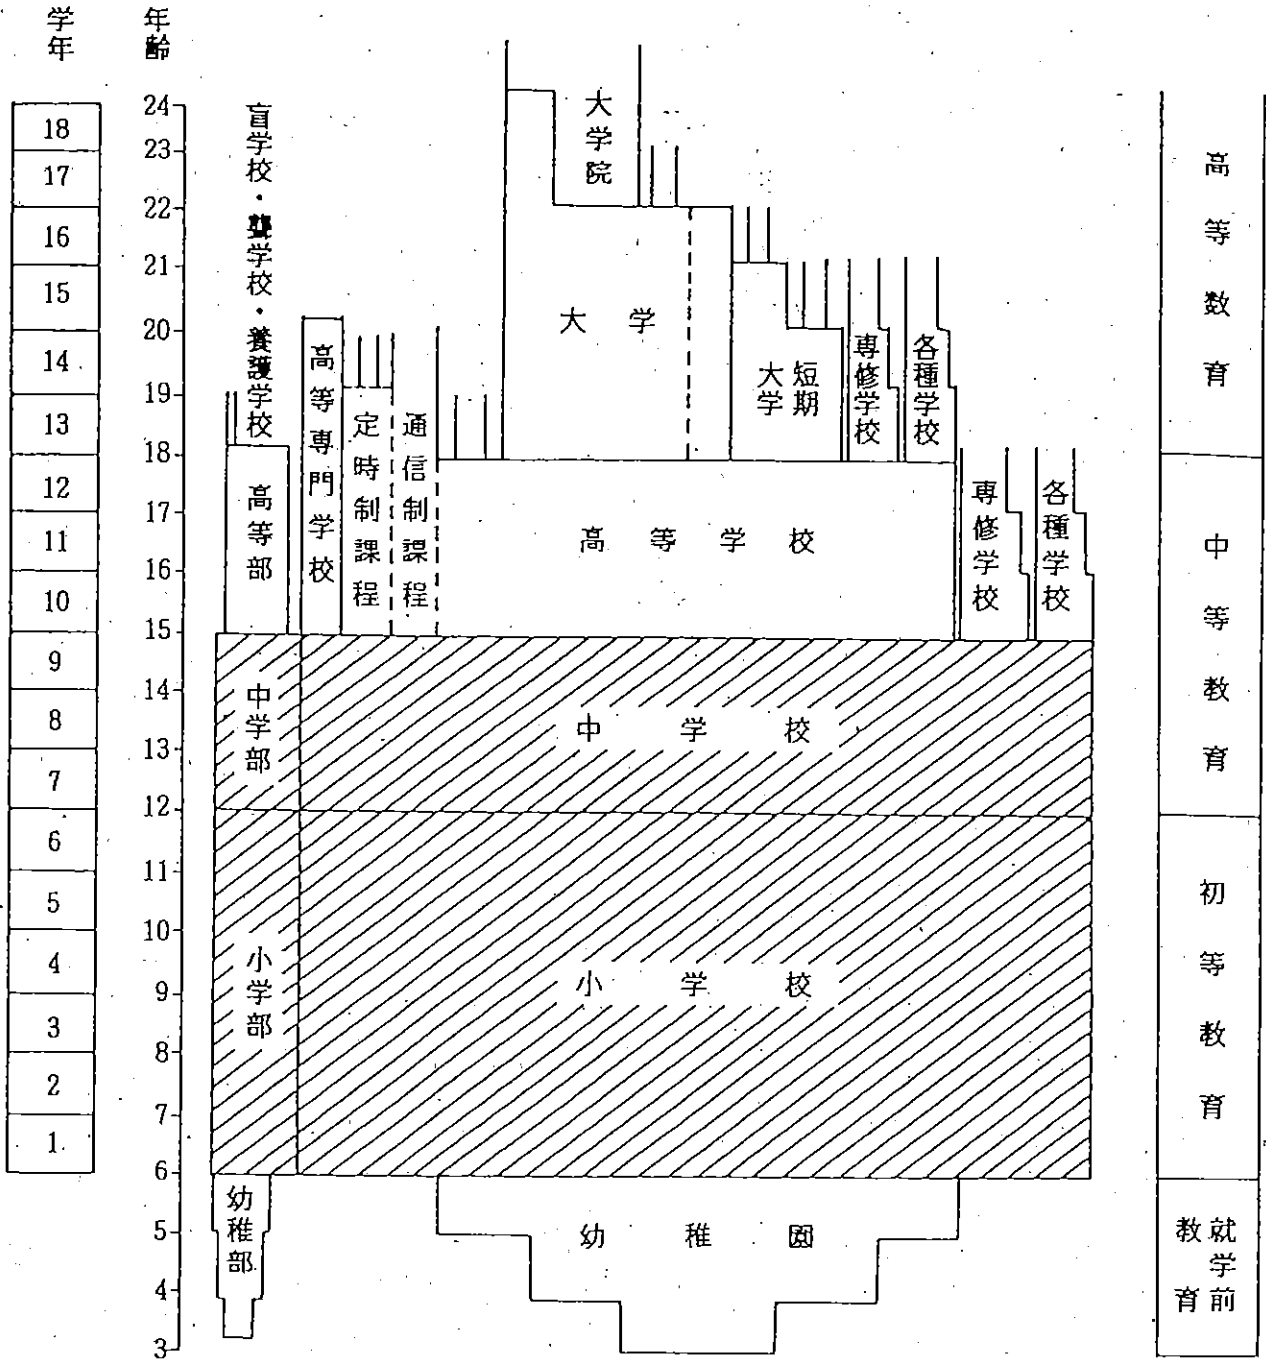 学年
年齢
18
17
16
15
14
13
12
11
10
9
8
7
6
5
4
3
2
1
24
23
22
21
20
19
18
17
16
15
14
13
12
11
10
9
8
7
6
5
4
3
盲学校・聾学校・養護学校
高等部
中学部
小学部
幼稚部
高等専門学校
定時制課程
通信制課程
大学院
大学
短期
大学
専修学校
各種学校
高等学校
専修学校
各種学校
中学校
小学校
幼稚園
高等数育
中等教育
初等教育
就学前
教育